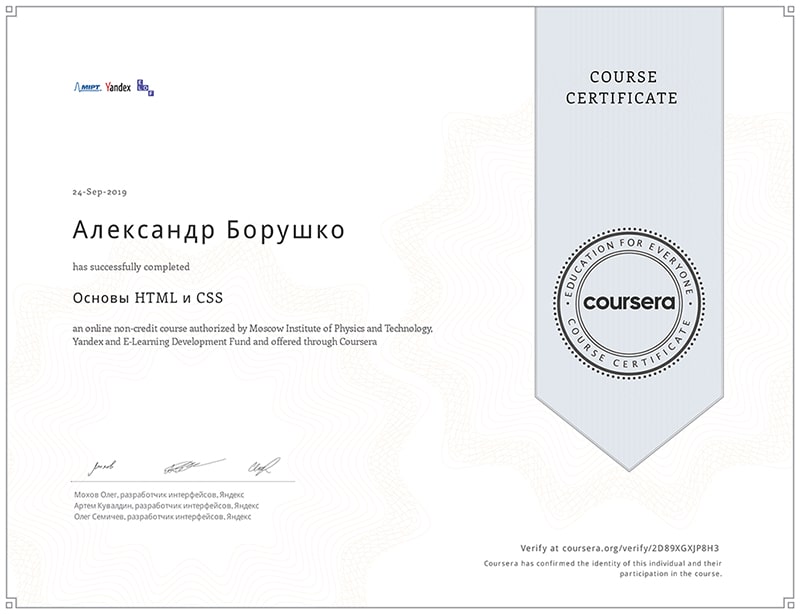 MIPT Yandex ELDF
COURSE
CERTIFICATE
24-Sep-2019
Александр Борушко
has successfully completed
Основы HTML и CSS
an online non-credit course authorized by Moscow Institute of Physics and Technology,
Yandex and E-Learning Development Fund and offered through Coursera
EDUCATION FOR EVERYONE
coursera
COURSE CERTIFICATE
Мохов Олег, разработчик интерфейсов, Яндекс
Артем Кувалдин, разработчик интерфейсов, Яндекс
Олег Семичев, разработчик интерфейсов, Яндекс
Verify at coursera.org/verify/2D89XGXJP8H3
Coursera has confirmed the identity of this individual and their
participation in the course.